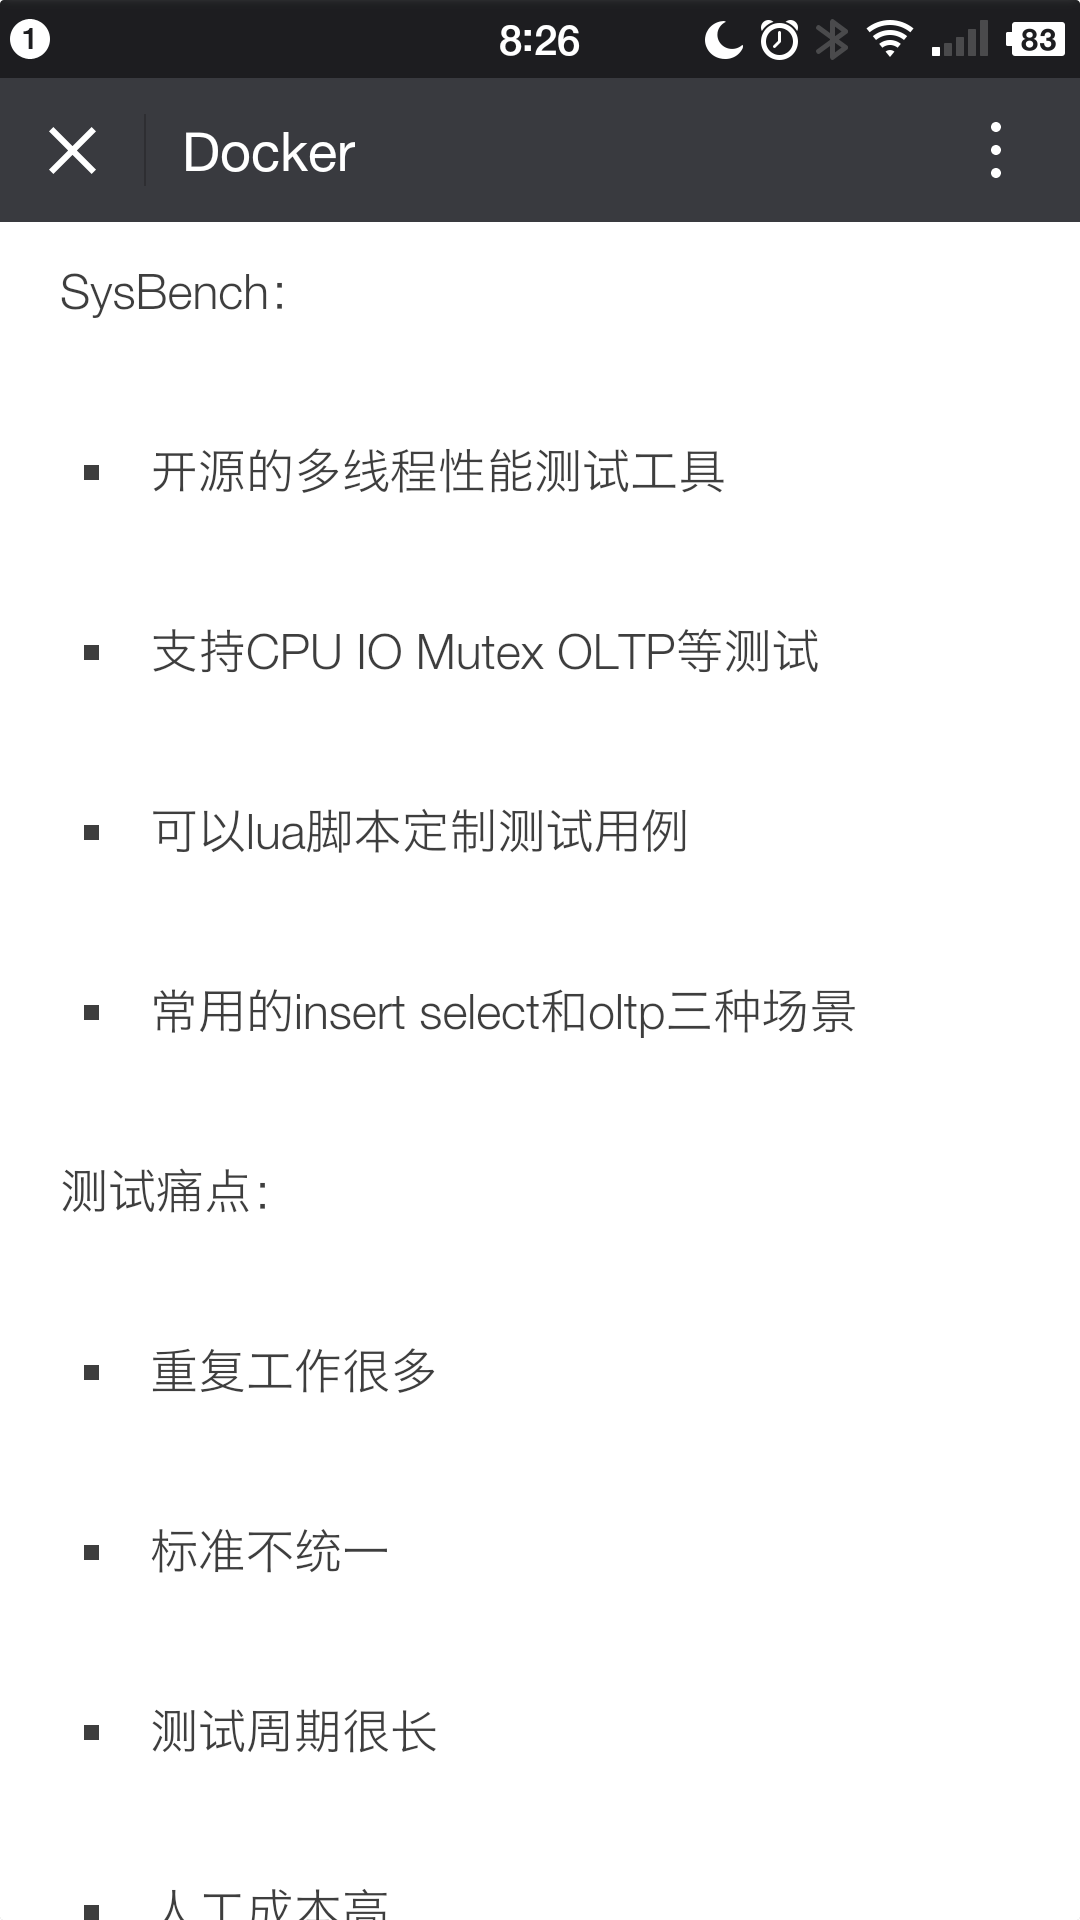 1
8:26
83
Docker
SysBench：
▪ 开源的多线程性能测试工具
▪ 支持CPU IO Mutex OLTP等测试
▪ 可以lua脚本定制测试用例
▪ 常用的insert select和oltp三种场景
测试痛点：
▪ 重复工作很多
▪ 标准不统一
▪ 测试周期很长
▪ 人工成本高